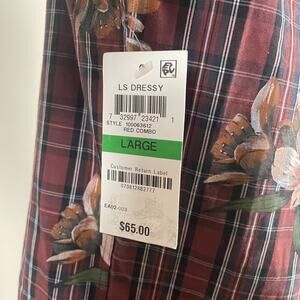 LS DRESSY
7 32997 23421 1
STYLE 100063612
RED COMBO
LARGE
Customer Return Label
EA02-003
$65.00